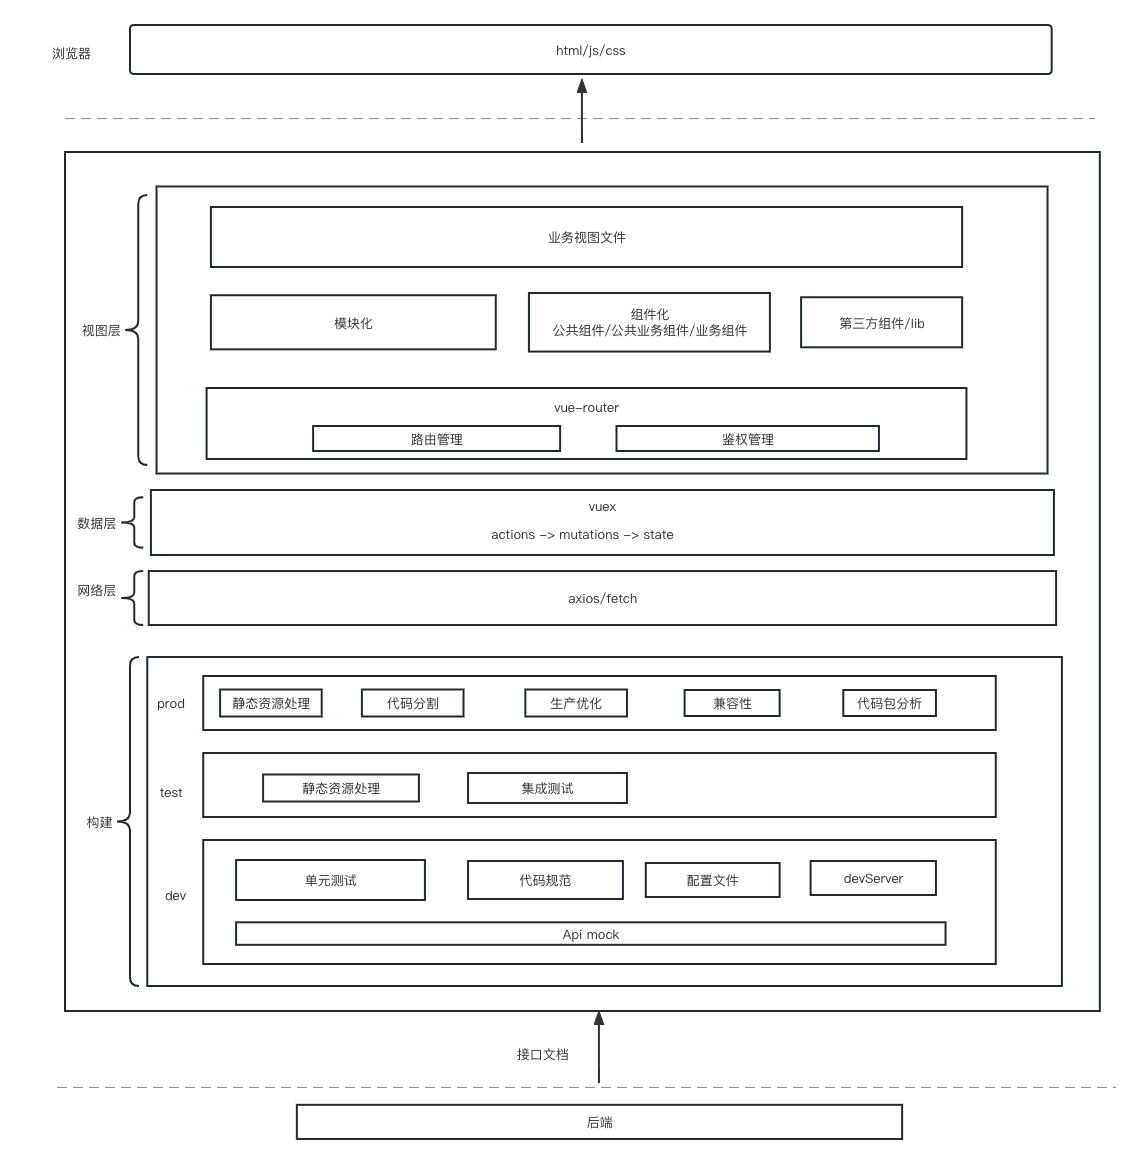 浏览器
html/js/css
视图层
业务视图文件
模块化
组件化
公共组件/公共业务组件/业务组件
第三方组件/lib
vue-router
路由管理
鉴权管理
数据层
vuex
actions -> mutations -> state
网络层
axios/fetch
构建
prod
静态资源处理
代码分割
生产优化
兼容性
代码包分析
test
静态资源处理
集成测试
dev
单元测试
代码规范
配置文件
devServer
Api mock
接口文档
后端